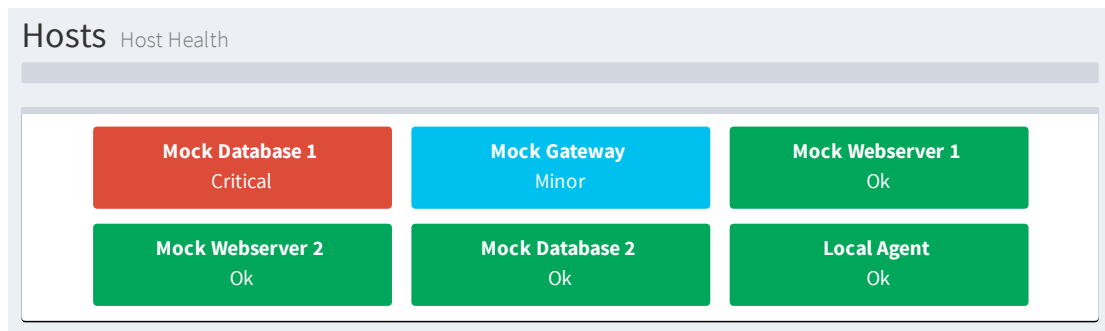 Hosts Host Health
Mock Database 1
Critical
Mock Gateway
Minor
Mock Webserver 1
Ok
Mock Webserver 2
Ok
Mock Database 2
Ok
Local Agent
Ok